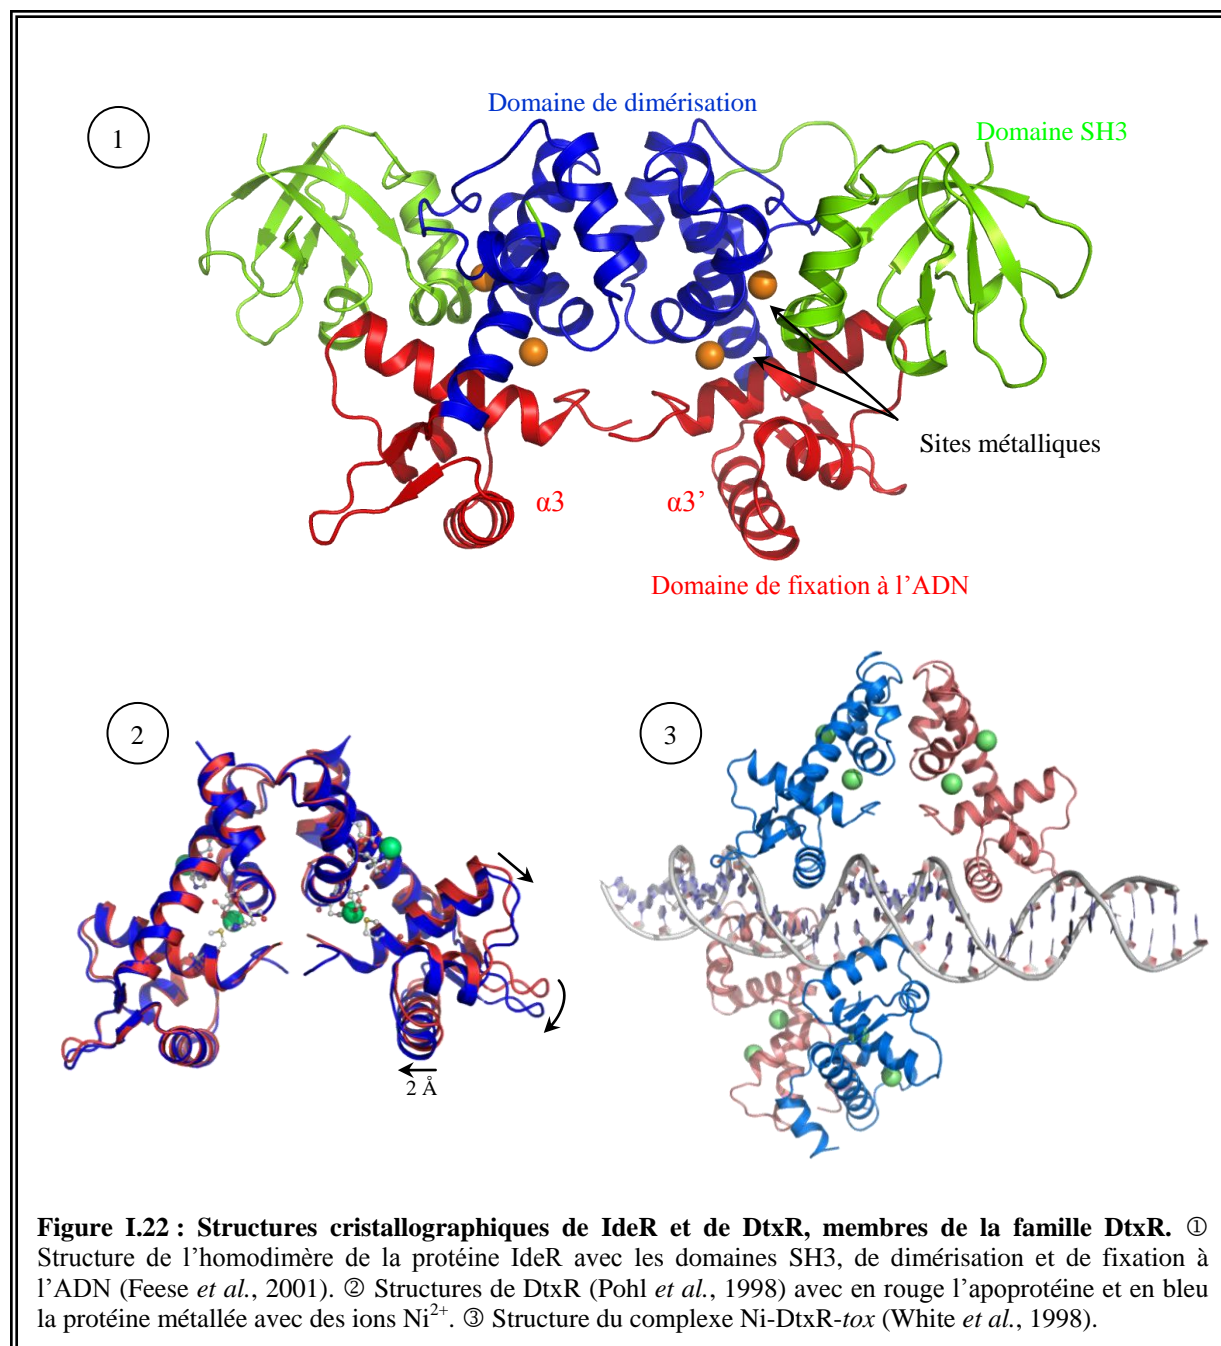 1
Domaine de dimérisation
Domaine SH3
Sites métalliques
α3
α3’
Domaine de fixation à l’ADN
2
3
2 Å
Figure I.22 : Structures cristallographiques de IdeR et de DtxR, membres de la famille DtxR. ①
Structure de l’homodimère de la protéine IdeR avec les domaines SH3, de dimérisation et de fixation à
l’ADN (Feese et al., 2001). ② Structures de DtxR (Pohl et al., 1998) avec en rouge l’apoprotéine et en bleu
la protéine métallée avec des ions Ni²⁺. ③ Structure du complexe Ni-DtxR-tox (White et al., 1998).